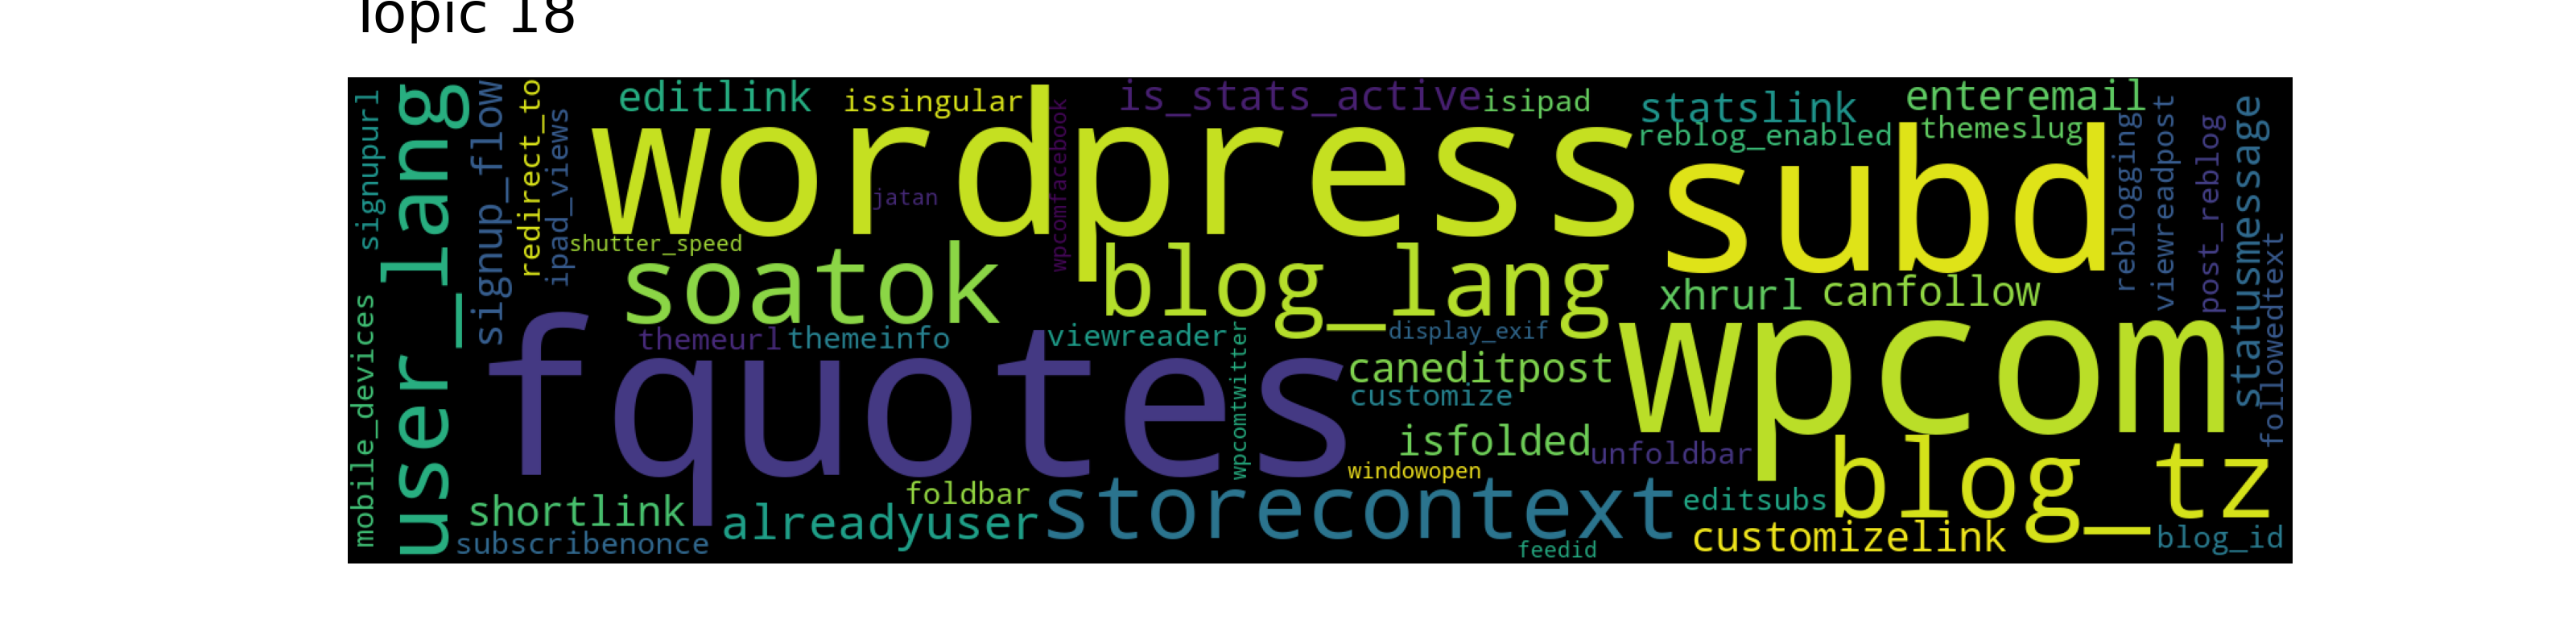 Topic 18
signupurl
user_lang
signup_flow
redirect_to
ipad_views
mobile_devices
editlink
issingular
is_stats_active
isipad
statslink
enteremail
reblog_enabled
themeslug
wordpress
subd
jatan
wpcomfacebook
shutter_speed
soatok
blog_lang
xhrurl
canfollow
reblogging
viewreadpost
post_reblog
statusmessage
followedtext
themeurl
themeinfo
viewreader
display_exif
fquotes
wpcomtwitter
caneditpost
customize
wpcom
isfolded
unfoldbar
windowopen
blog_tz
foldbar
shortlink
alreadyuser
storecontext
editsubs
subscribenonce
customizelink
blog_id
feedid